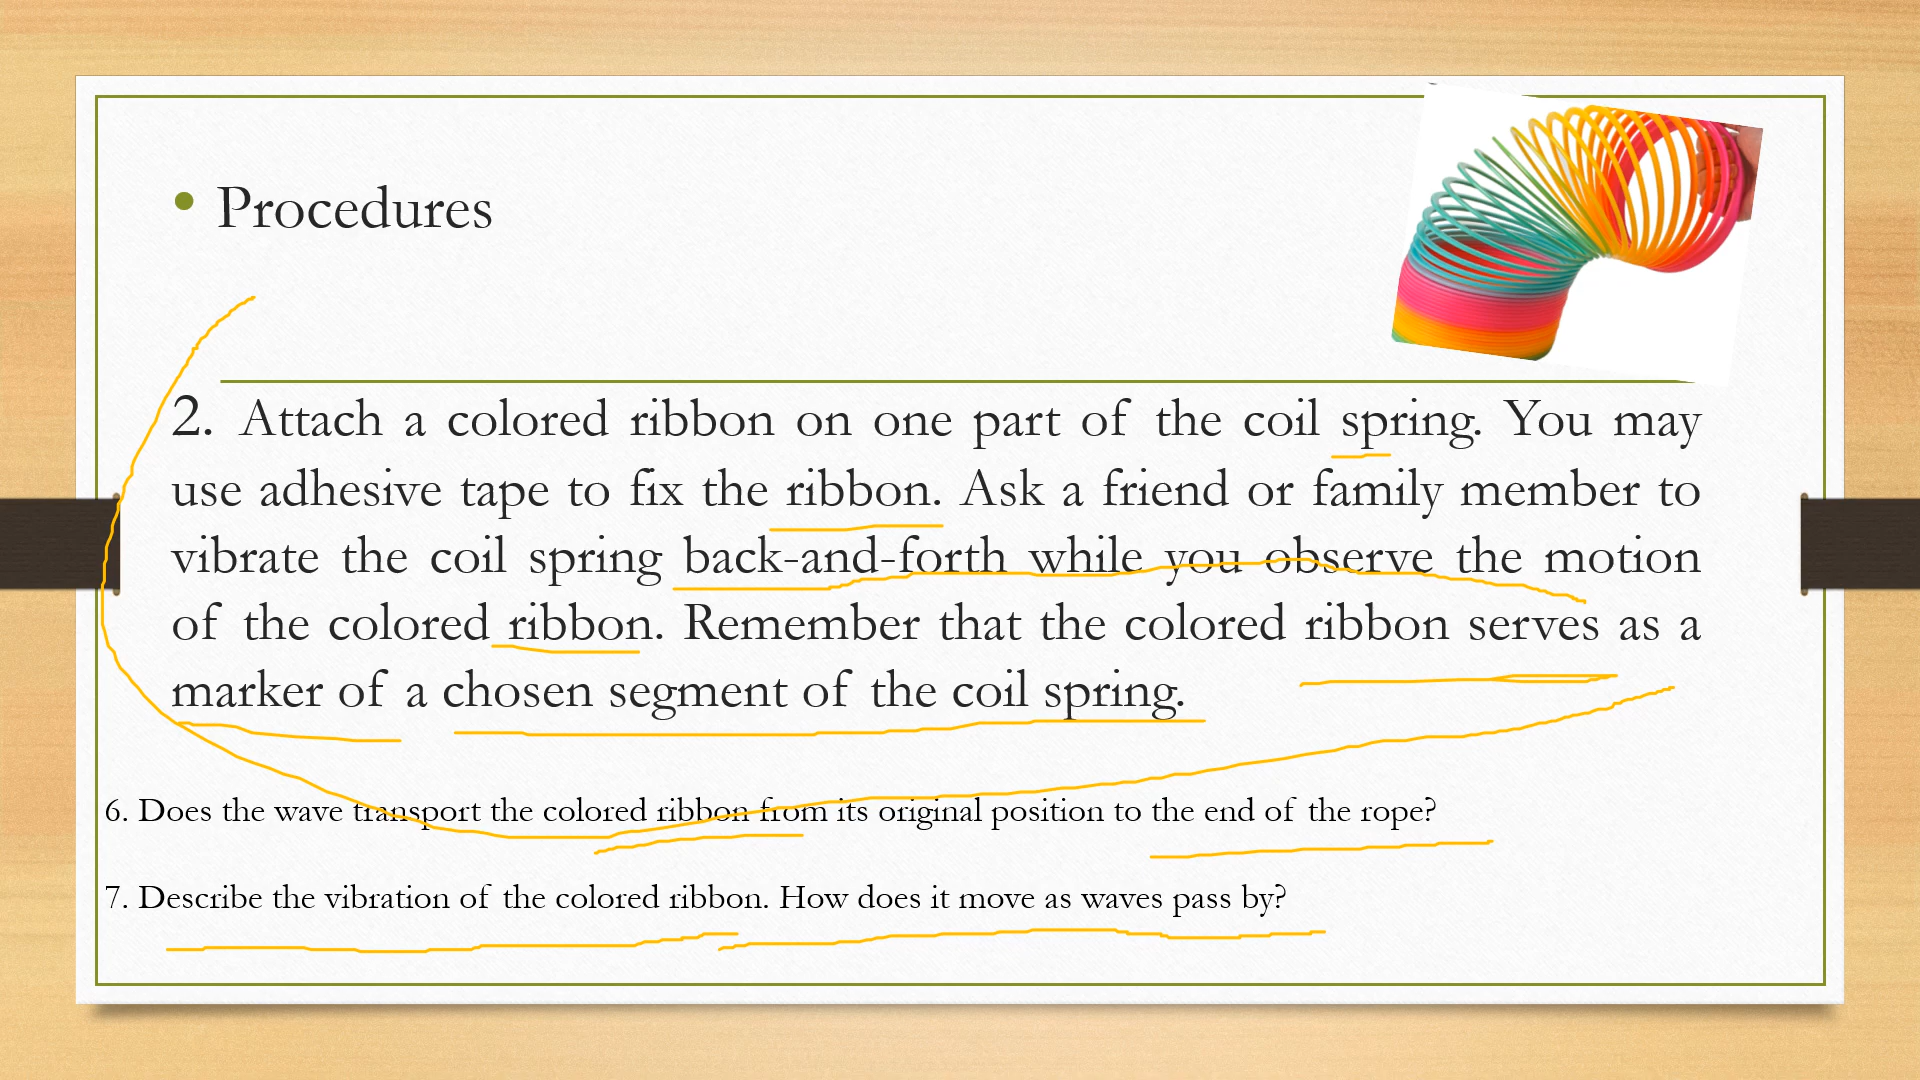 • Procedures
2. Attach a colored ribbon on one part of the coil spring. You may
use adhesive tape to fix the ribbon. Ask a friend or family member to
vibrate the coil spring back-and-forth while you observe the motion
of the colored ribbon. Remember that the colored ribbon serves as a
marker of a chosen segment of the coil spring.
6. Does the wave transport the colored ribbon from its original position to the end of the rope?
7. Describe the vibration of the colored ribbon. How does it move as waves pass by?